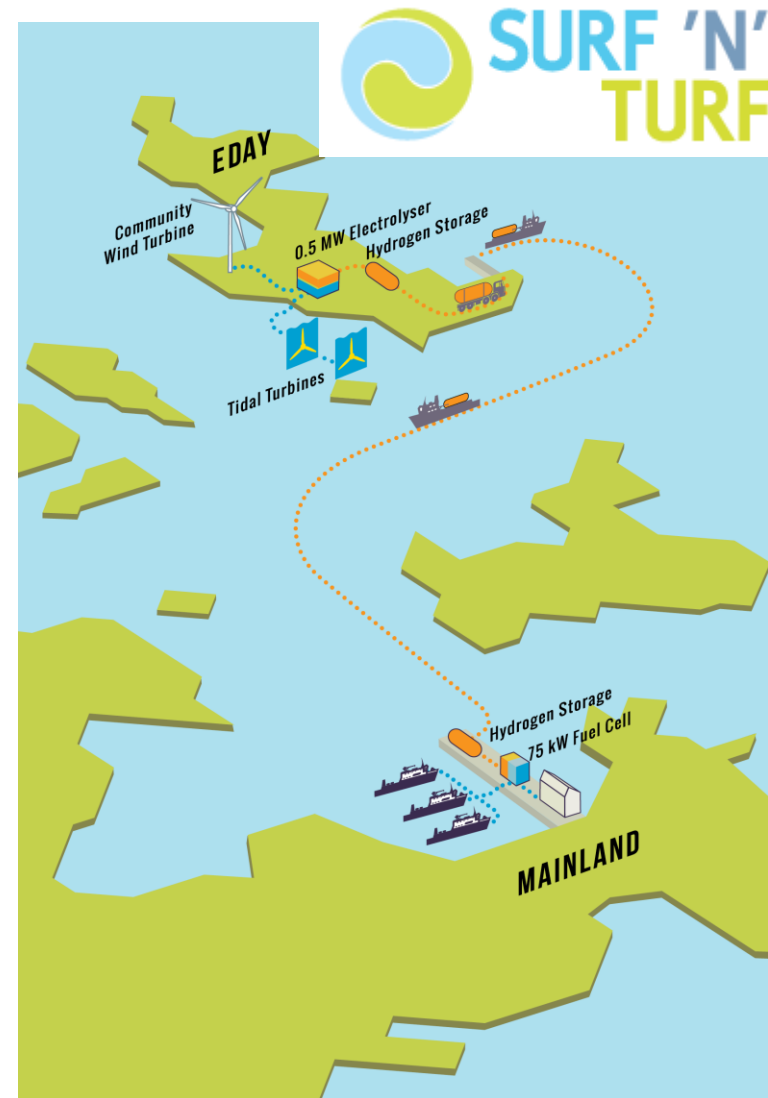 SURF 'N'
TURF
EDAY
Community
Wind Turbine
0.5 MW Electrolyser
Hydrogen Storage
Tidal Turbines
Hydrogen Storage
75 kW Fuel Cell
MAINLAND